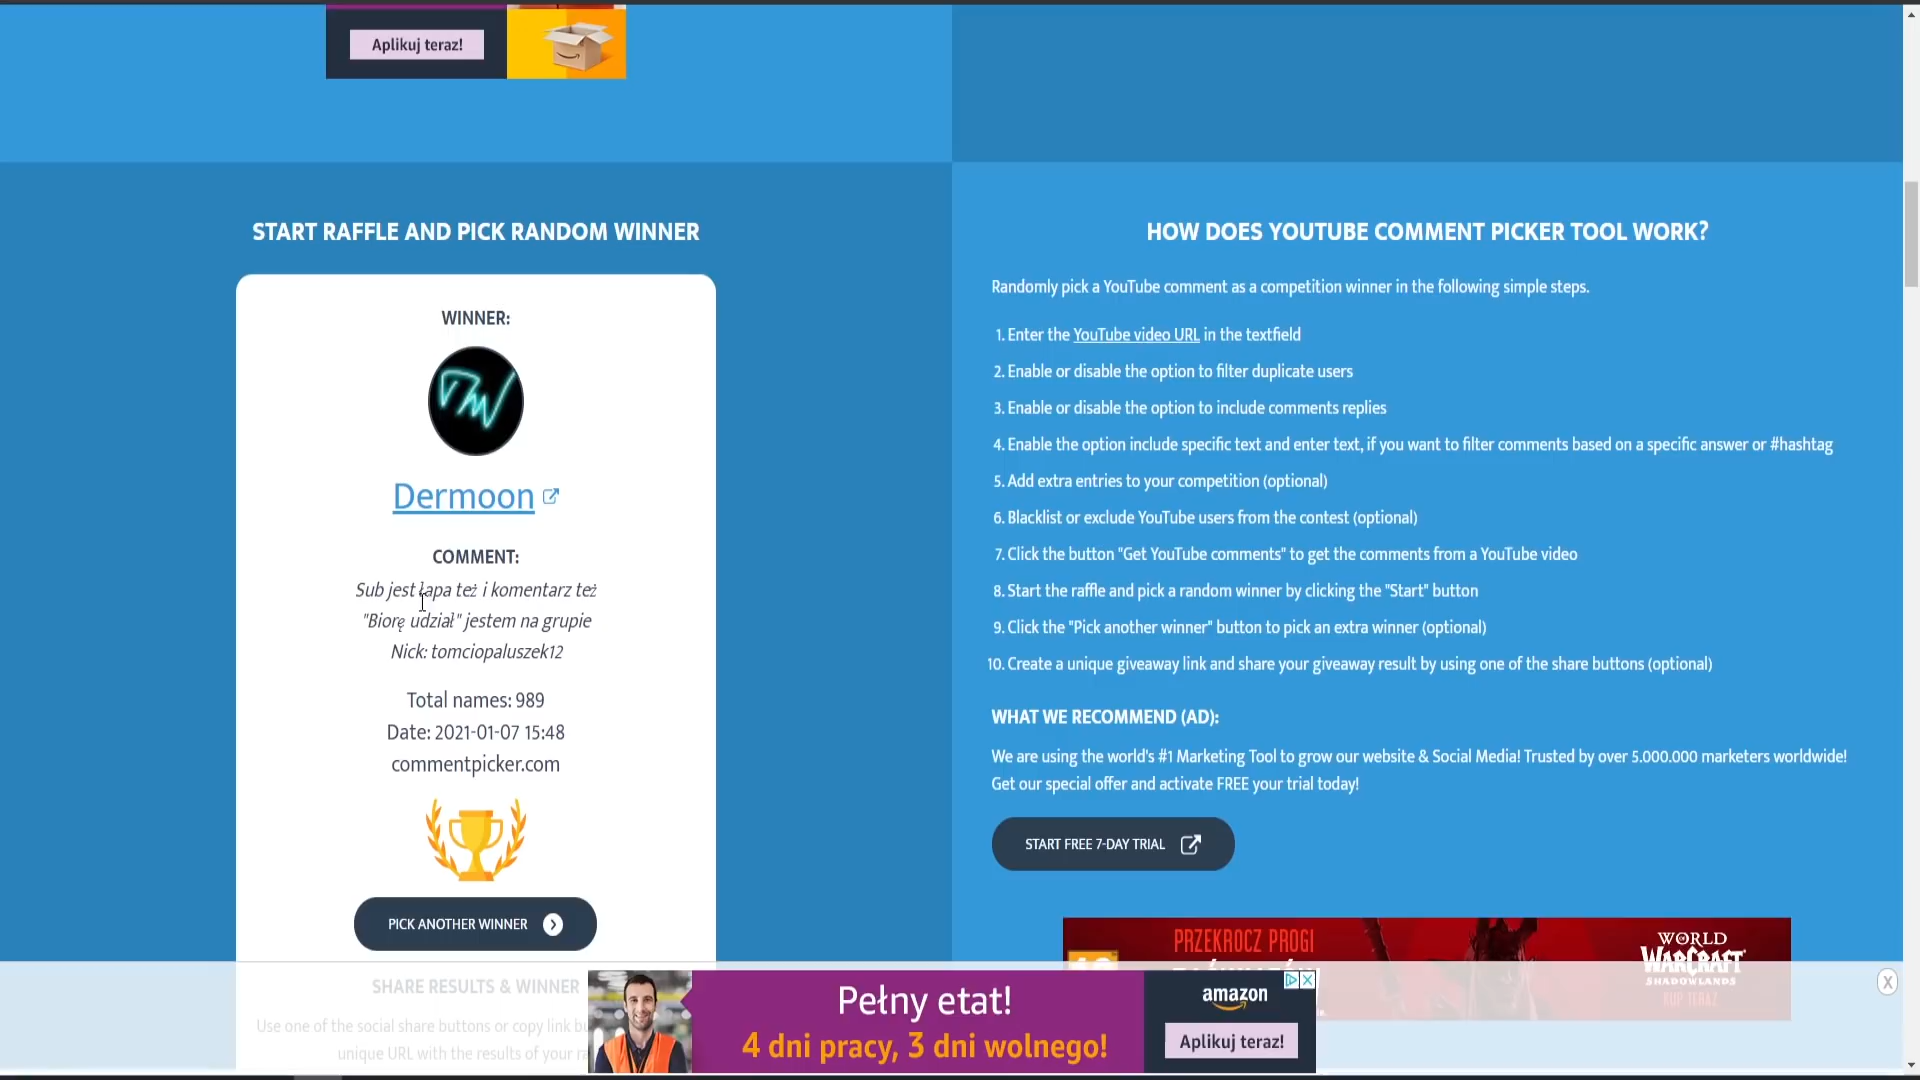 Aplikuj teraz!
START RAFFLE AND PICK RANDOM WINNER
WINNER:
Dermoon
COMMENT:
Sub jest łapa też i komentarz też
"Biorę udział" jestem na grupie
Nick: tomciopaluszek12
Total names: 989
Date: 2021-01-07 15:48
commentpicker.com
PICK ANOTHER WINNER
SHARE RESULTS & WINNER
Use one of the social share buttons or copy link
unique URL with the results of your
HOW DOES YOUTUBE COMMENT PICKER TOOL WORK?
Randomly pick a YouTube comment as a competition winner in the following simple steps.
1. Enter the YouTube video URL in the textfield
2. Enable or disable the option to filter duplicate users
3. Enable or disable the option to include comments replies
4. Enable the option include specific text and enter text, if you want to filter comments based on a specific answer or #hashtag
5. Add extra entries to your competition (optional)
6. Blacklist or exclude YouTube users from the contest (optional)
7. Click the button "Get YouTube comments" to get the comments from a YouTube video
8. Start the raffle and pick a random winner by clicking the "Start" button
9. Click the "Pick another winner" button to pick an extra winner (optional)
10. Create a unique giveaway link and share your giveaway result by using one of the share buttons (optional)
WHAT WE RECOMMEND (AD):
We are using the world's #1 Marketing Tool to grow our website & Social Media! Trusted by over 5.000.000 marketers worldwide!
Get our special offer and activate FREE your trial today!
START FREE 7-DAY TRIAL
PRZEKROCZ PROGI
WORLD
WARCRAFT
SHADOWLANDS
KUP TERAZ
Pełny etat!
4 dni pracy, 3 dni wolnego!
amazon
Aplikuj teraz!
X